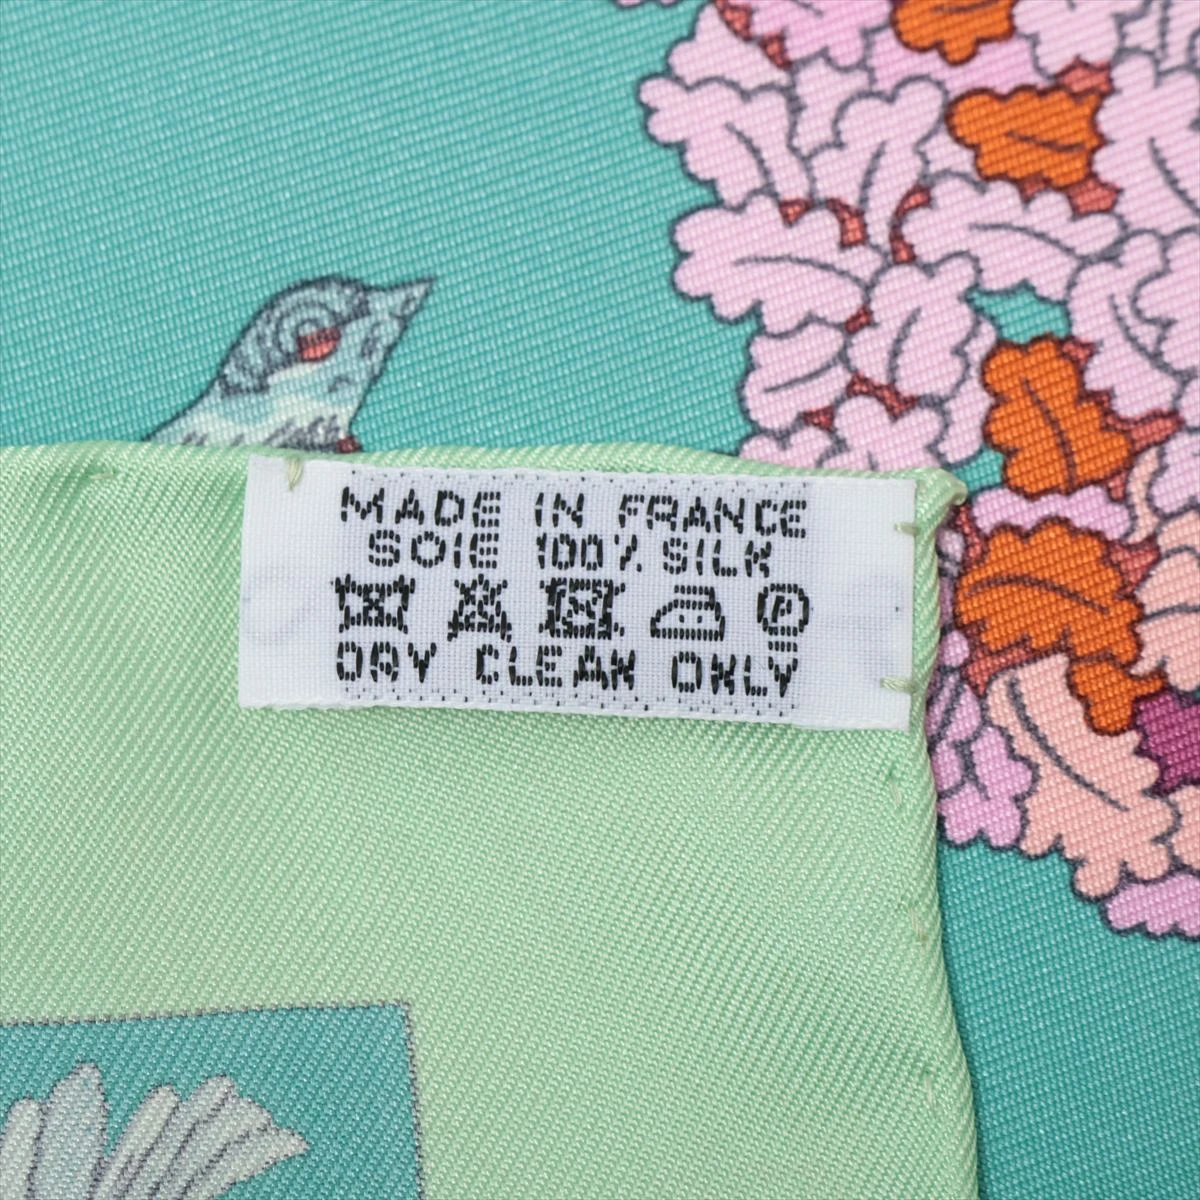 MADE IN FRANCE
SOIE 100% SILK
P
DRY CLEAN ONLY